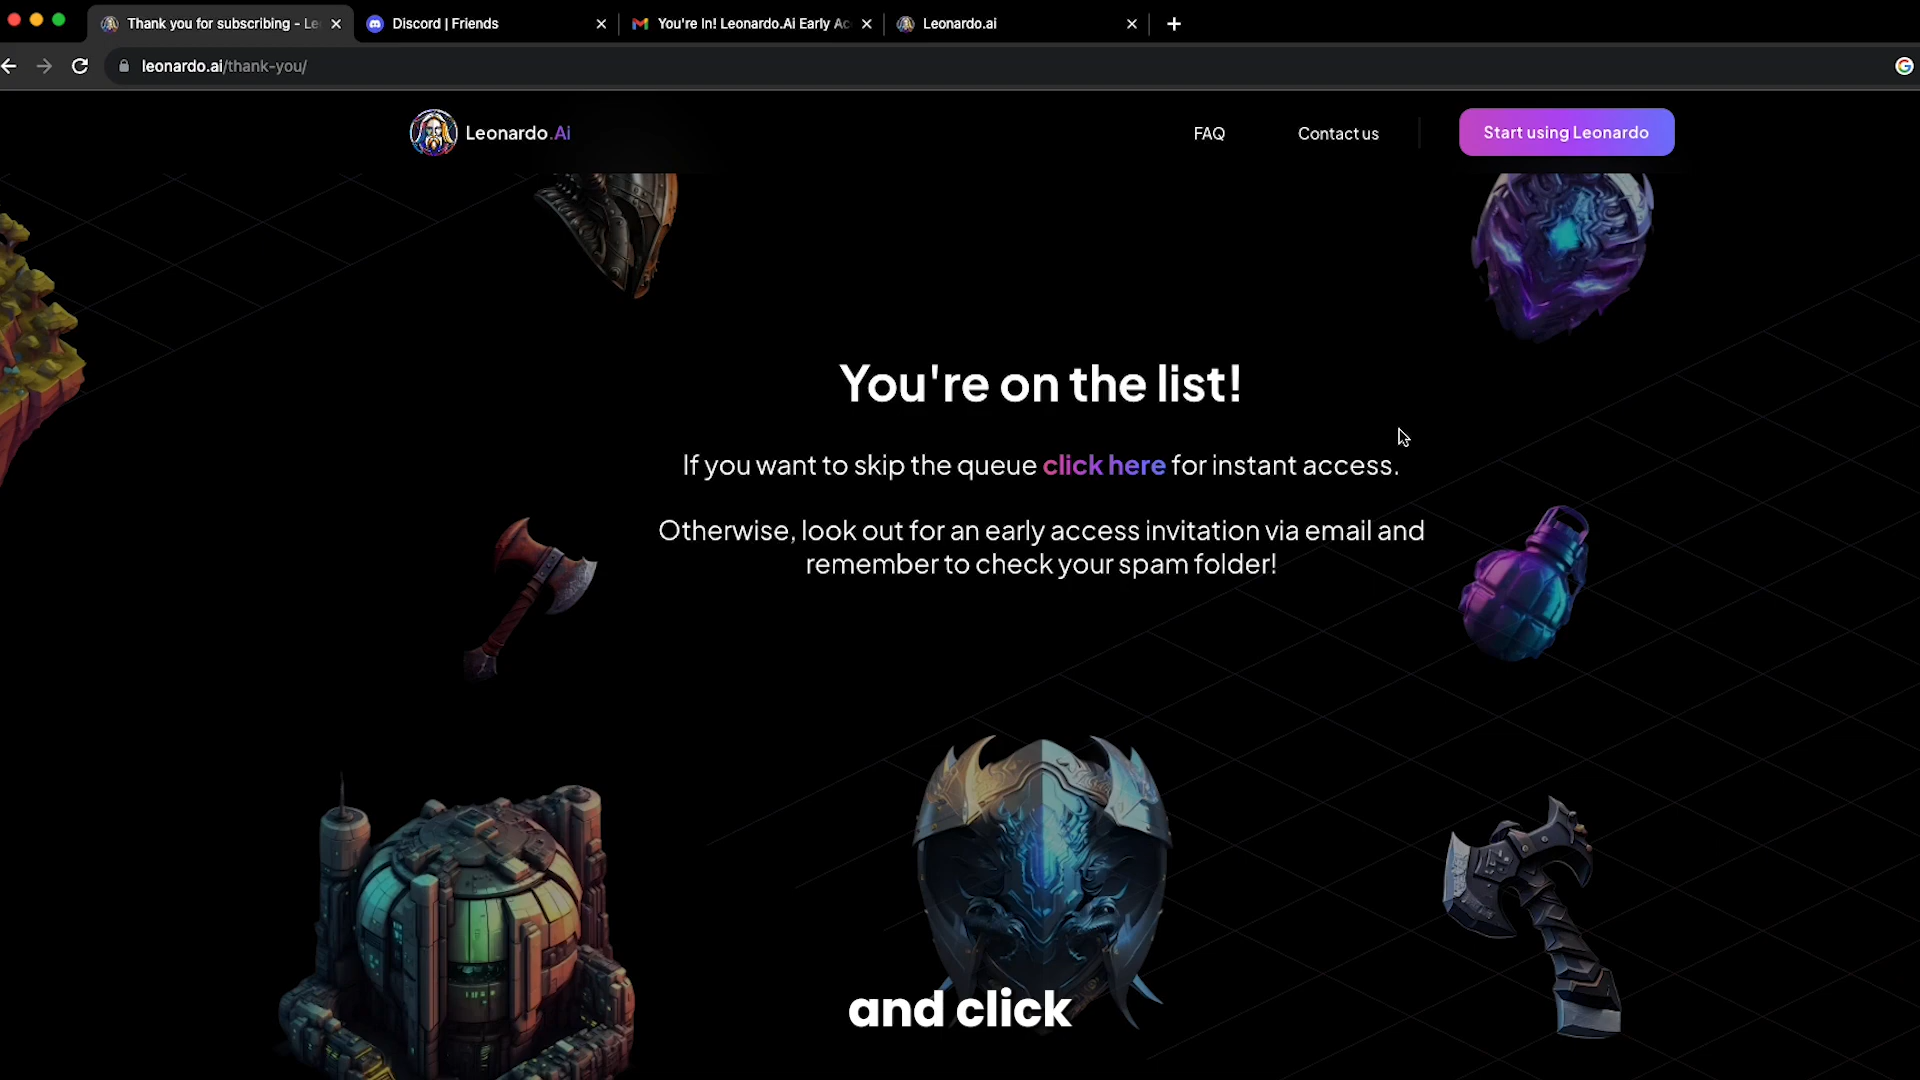 Thank you for subscribing - Le
Discord | Friends
You're In! Leonardo.Ai Early Ac
Leonardo.ai
leonardo.ai/thank-you/
Leonardo.Ai
FAQ
Contact us
Start using Leonardo
You're on the list!
If you want to skip the queue click here for instant access.
Otherwise, look out for an early access invitation via email and
remember to check your spam folder!
and click